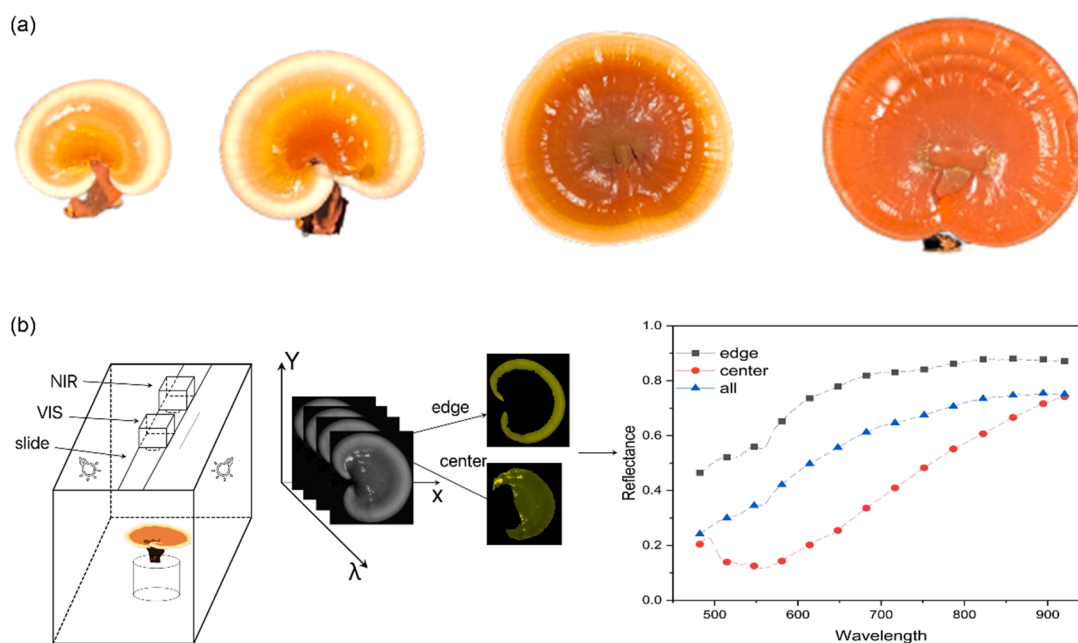 (a)
(b)
NIR
VIS
slide
Y
x
λ
edge
center
Reflectance
1.0
0.8
0.6
0.4
0.2
0.0
edge
center
all
500 600 700 800 900
Wavelength